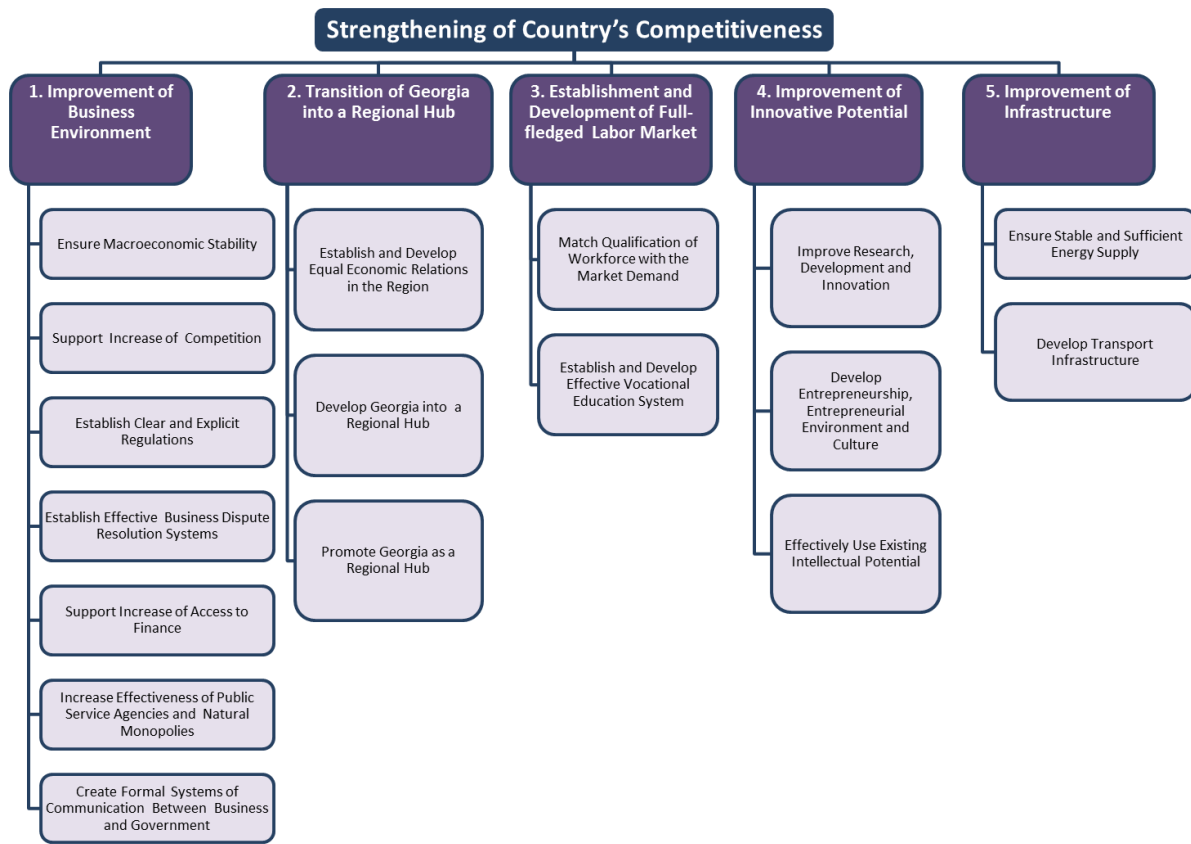 Strengthening of Country’s Competitiveness
1. Improvement of
Business
Environment
Ensure Macroeconomic Stability
Support Increase of Competition
Establish Clear and Explicit
Regulations
Establish Effective Business Dispute
Resolution Systems
Support Increase of Access to
Finance
Increase Effectiveness of Public
Service Agencies and Natural
Monopolies
Create Formal Systems of
Communication Between Business
and Government
2. Transition of Georgia
into a Regional Hub
Establish and Develop
Equal Economic Relations
in the Region
Develop Georgia into a
Regional Hub
Promote Georgia as a
Regional Hub
3. Establishment and
Development of Full-
fledged Labor Market
Match Qualification of
Workforce with the
Market Demand
Establish and Develop
Effective Vocational
Education System
4. Improvement of
Innovative Potential
Improve Research,
Development and
Innovation
Develop
Entrepreneurship,
Entrepreneurial
Environment and
Culture
Effectively Use Existing
Intellectual Potential
5. Improvement of
Infrastructure
Ensure Stable and Sufficient
Energy Supply
Develop Transport
Infrastructure